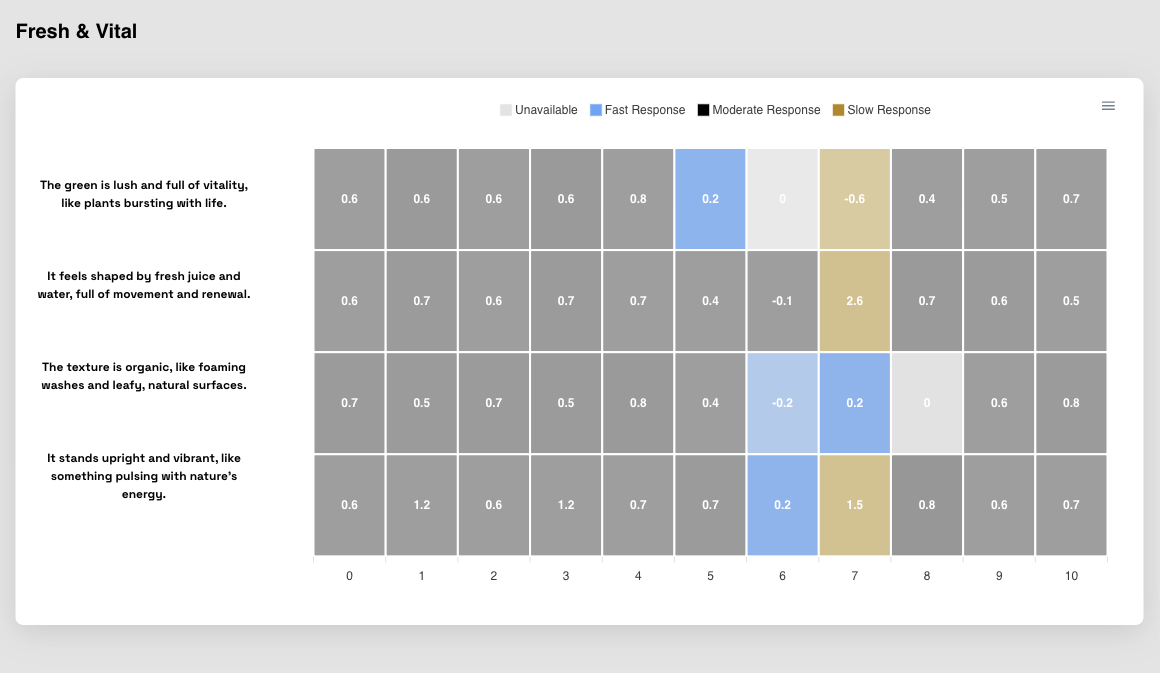 Fresh & Vital
Unavailable Fast Response Moderate Response Slow Response
The green is lush and full of vitality,
like plants bursting with life.
0.6 0.6 0.6 0.6 0.8 0.2 0 -0.6 0.4 0.5 0.7
It feels shaped by fresh juice and
water, full of movement and renewal.
0.6 0.7 0.6 0.7 0.7 0.4 -0.1 2.6 0.7 0.6 0.5
The texture is organic, like foaming
washes and leafy, natural surfaces.
0.7 0.5 0.7 0.5 0.8 0.4 -0.2 0.2 0 0.6 0.8
It stands upright and vibrant, like
something pulsing with nature's
energy.
0.6 1.2 0.6 1.2 0.7 0.7 0.2 1.5 0.8 0.6 0.7
0 1 2 3 4 5 6 7 8 9 10